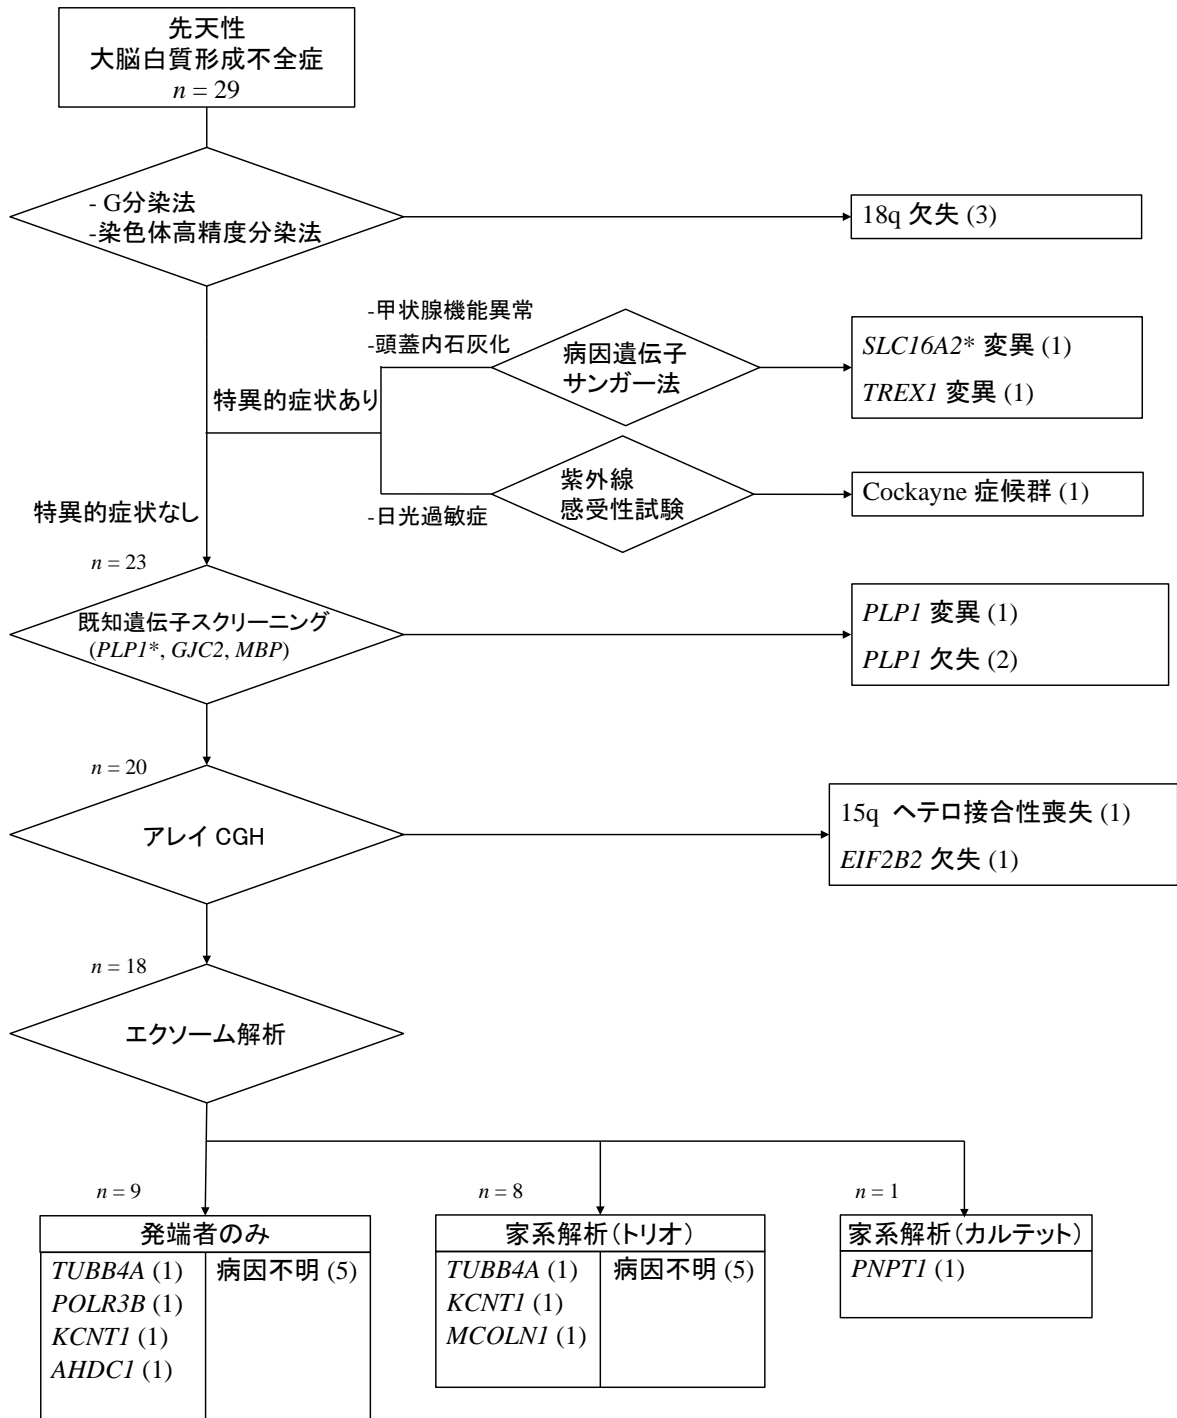 先天性
大脳白質形成不全症
n = 29
- G分染法
-染色体高精度分染法
18q 欠失 (3)
-甲状腺機能異常
-頭蓋内石灰化
特異的症状あり
病因遺伝子
サンガー法
SLC16A2* 変異 (1)
TREX1 変異 (1)
-日光過敏症
紫外線
感受性試験
Cockayne 症候群 (1)
特異的症状なし
n = 23
既知遺伝子スクリーニング
(PLP1*, GJC2, MBP)
PLP1 変異 (1)
PLP1 欠失 (2)
n = 20
アレイ CGH
15q ヘテロ接合性喪失 (1)
EIF2B2 欠失 (1)
n = 18
エクソーム解析
n = 9
発端者のみ
TUBB4A (1)
POLR3B (1)
KCNT1 (1)
AHDC1 (1)
病因不明 (5)
n = 8
家系解析(トリオ)
TUBB4A (1)
KCNT1 (1)
MCOLN1 (1)
病因不明 (5)
n = 1
家系解析(カルテット)
PNPT1 (1)